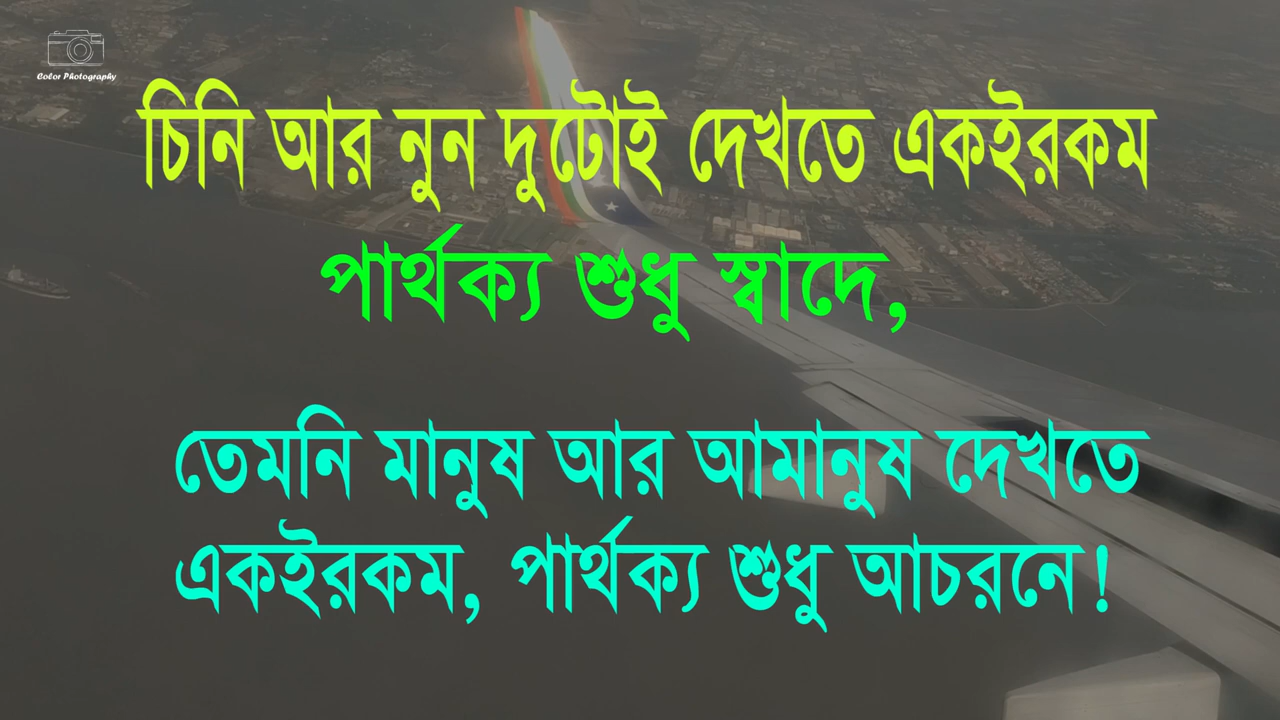 Color Photography
চিনি আর নুন দুটোই দেখতে একইরকম
পার্থক্য শুধু স্বাদে,
তেমনি মানুষ আর আমানুষ দেখতে
একইরকম, পার্থক্য শুধু আচরনে!